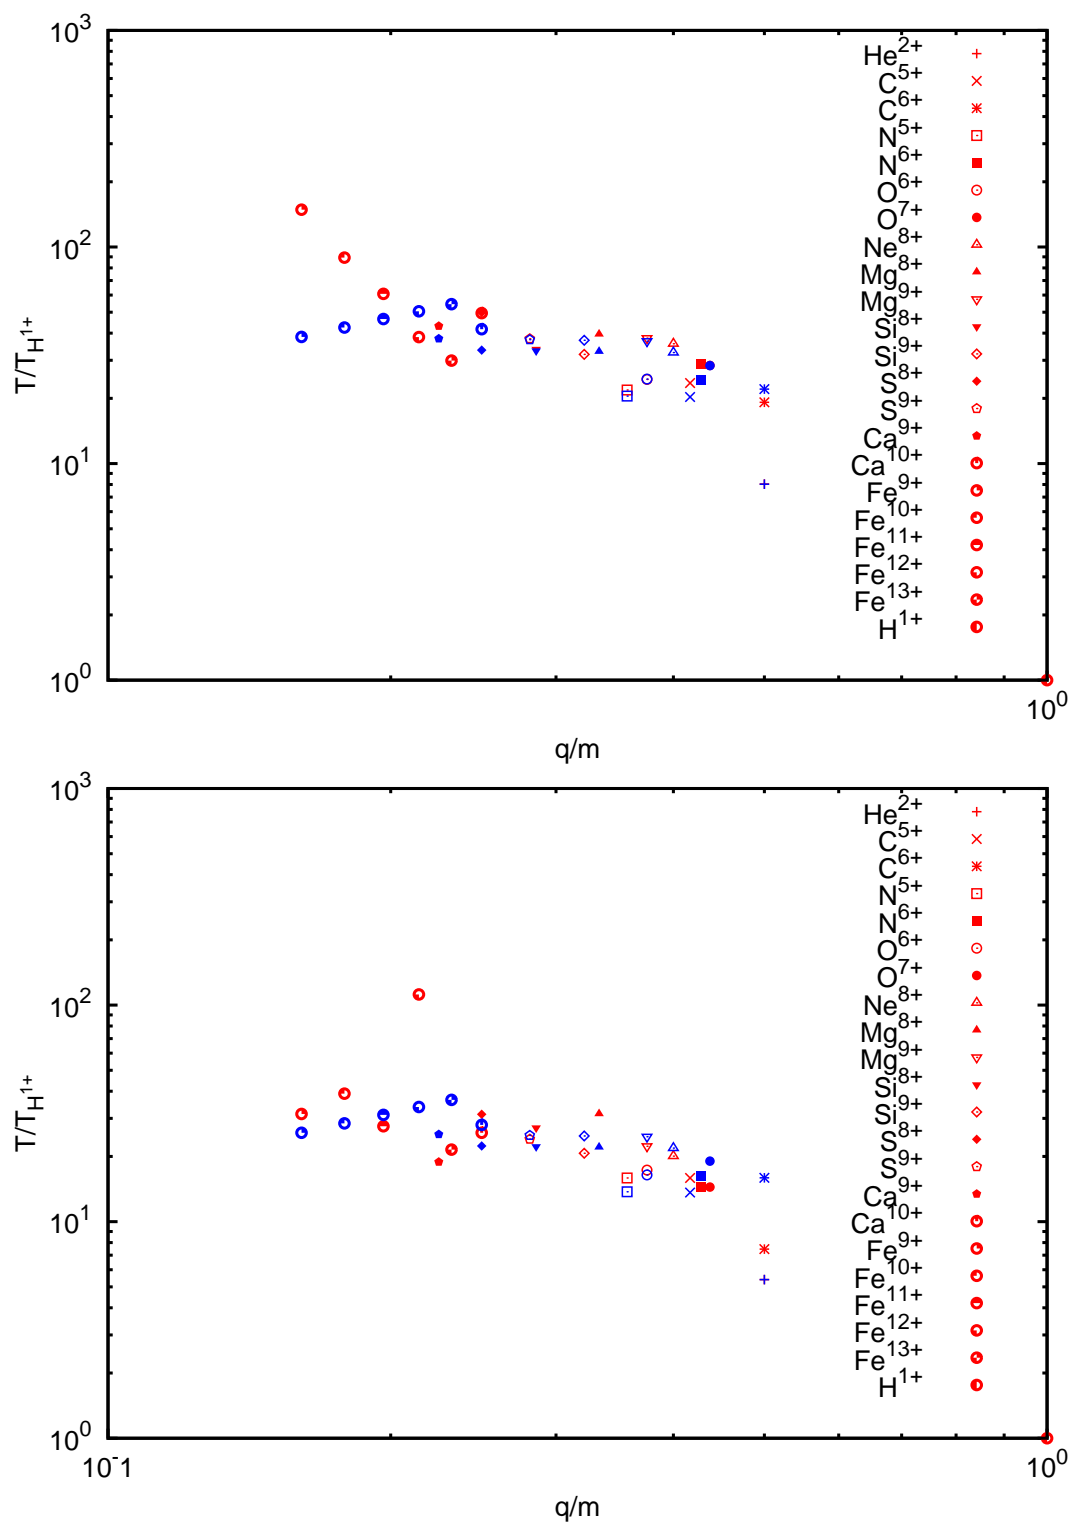 10^3
He^2+
C^5+
C^6+
N^5+
N^6+
O^6+
O^7+
10^2
Ne^8+
Mg^8+
Mg^9+
Si^8+
T/T_H^1+
Si^9+
S^8+
S^9+
Ca^9+
10^1
Ca^10+
Fe^9+
Fe^10+
Fe^11+
Fe^12+
Fe^13+
H^1+
10^0
10^0
q/m
10^3
He^2+
C^5+
C^6+
N^5+
N^6+
O^6+
O^7+
10^2
Ne^8+
Mg^8+
Mg^9+
Si^8+
T/T_H^1+
Si^9+
S^8+
S^9+
Ca^9+
10^1
Ca^10+
Fe^9+
Fe^10+
Fe^11+
Fe^12+
Fe^13+
H^1+
10^0
10^-1
10^0
q/m